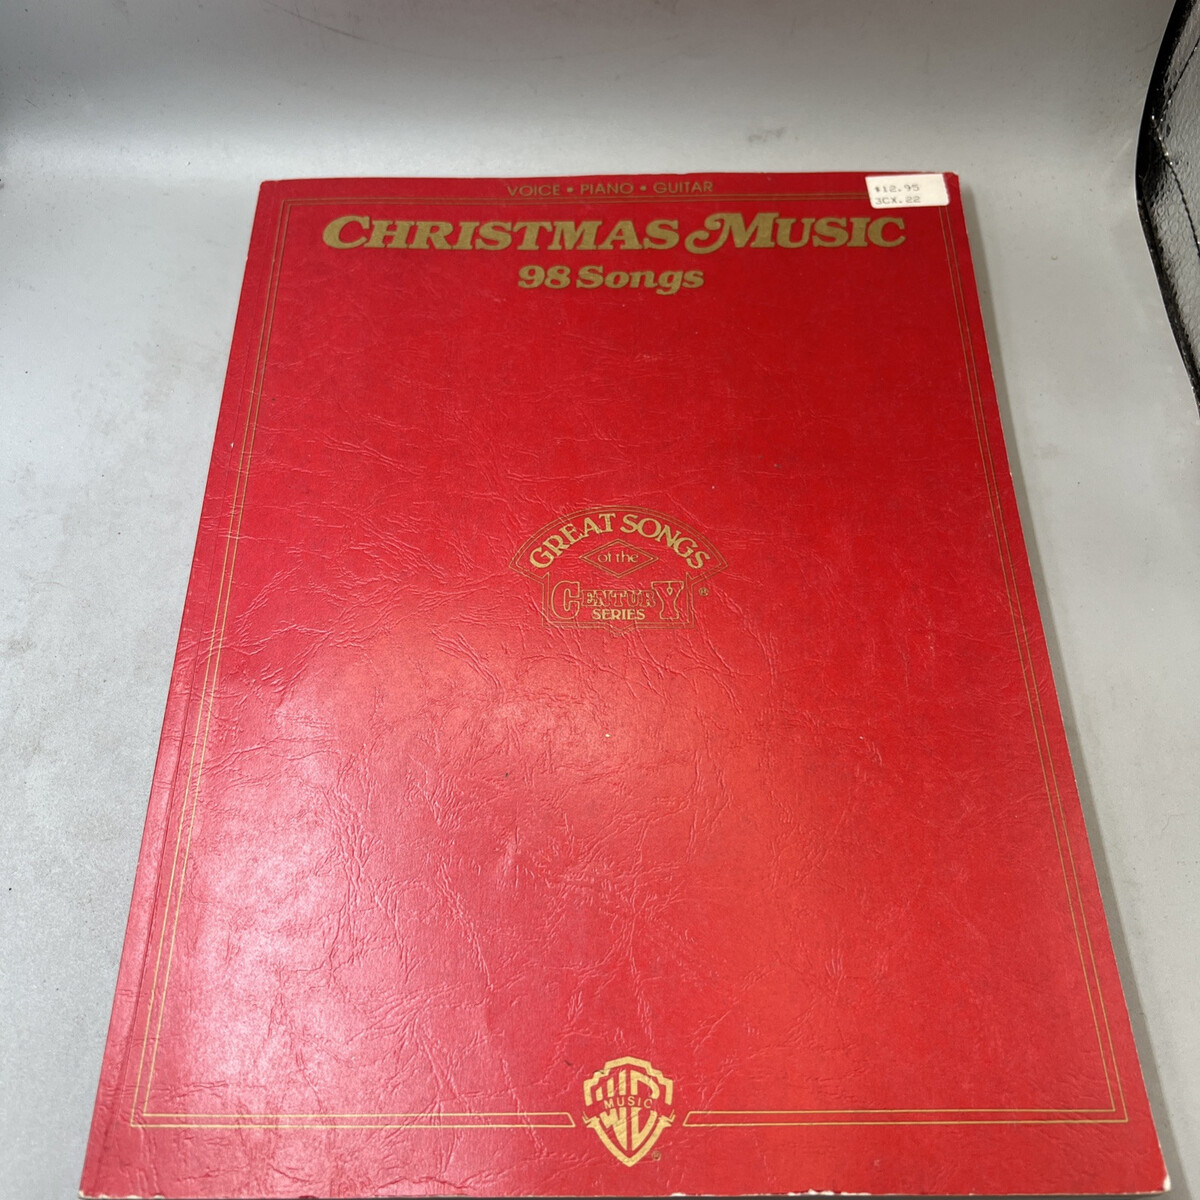 VOICE • PIANO • GUITAR
$12.95
3CX.22
CHRISTMAS MUSIC
98 Songs
GREAT SONGS
of the
CENTURY ®
SERIES
WB
MUSIC
®